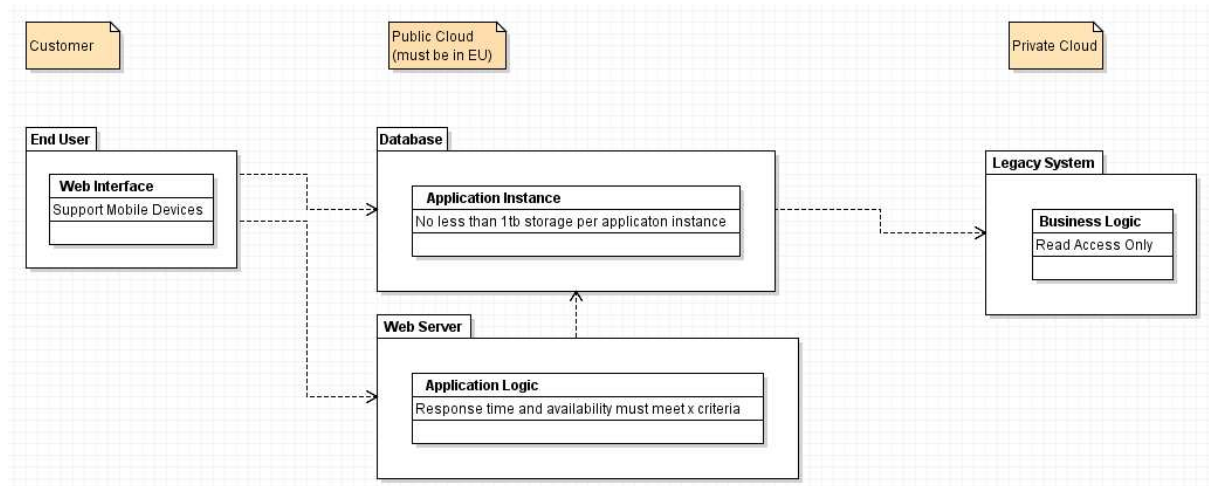 Customer
Public Cloud
(must be in EU)
Private Cloud
End User
Web Interface
Support Mobile Devices
Database
Application Instance
No less than 1tb storage per applicaton instance
Legacy System
Business Logic
Read Access Only
Web Server
Application Logic
Response time and availability must meet x criteria